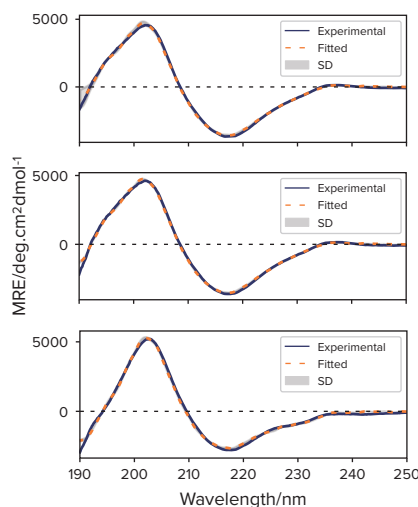 5000
0
Experimental
Fitted
SD
5000
0
Experimental
Fitted
SD
5000
0
Experimental
Fitted
SD
MRE/deg.cm²dmol⁻¹
190 200 210 220 230 240 250
Wavelength/nm